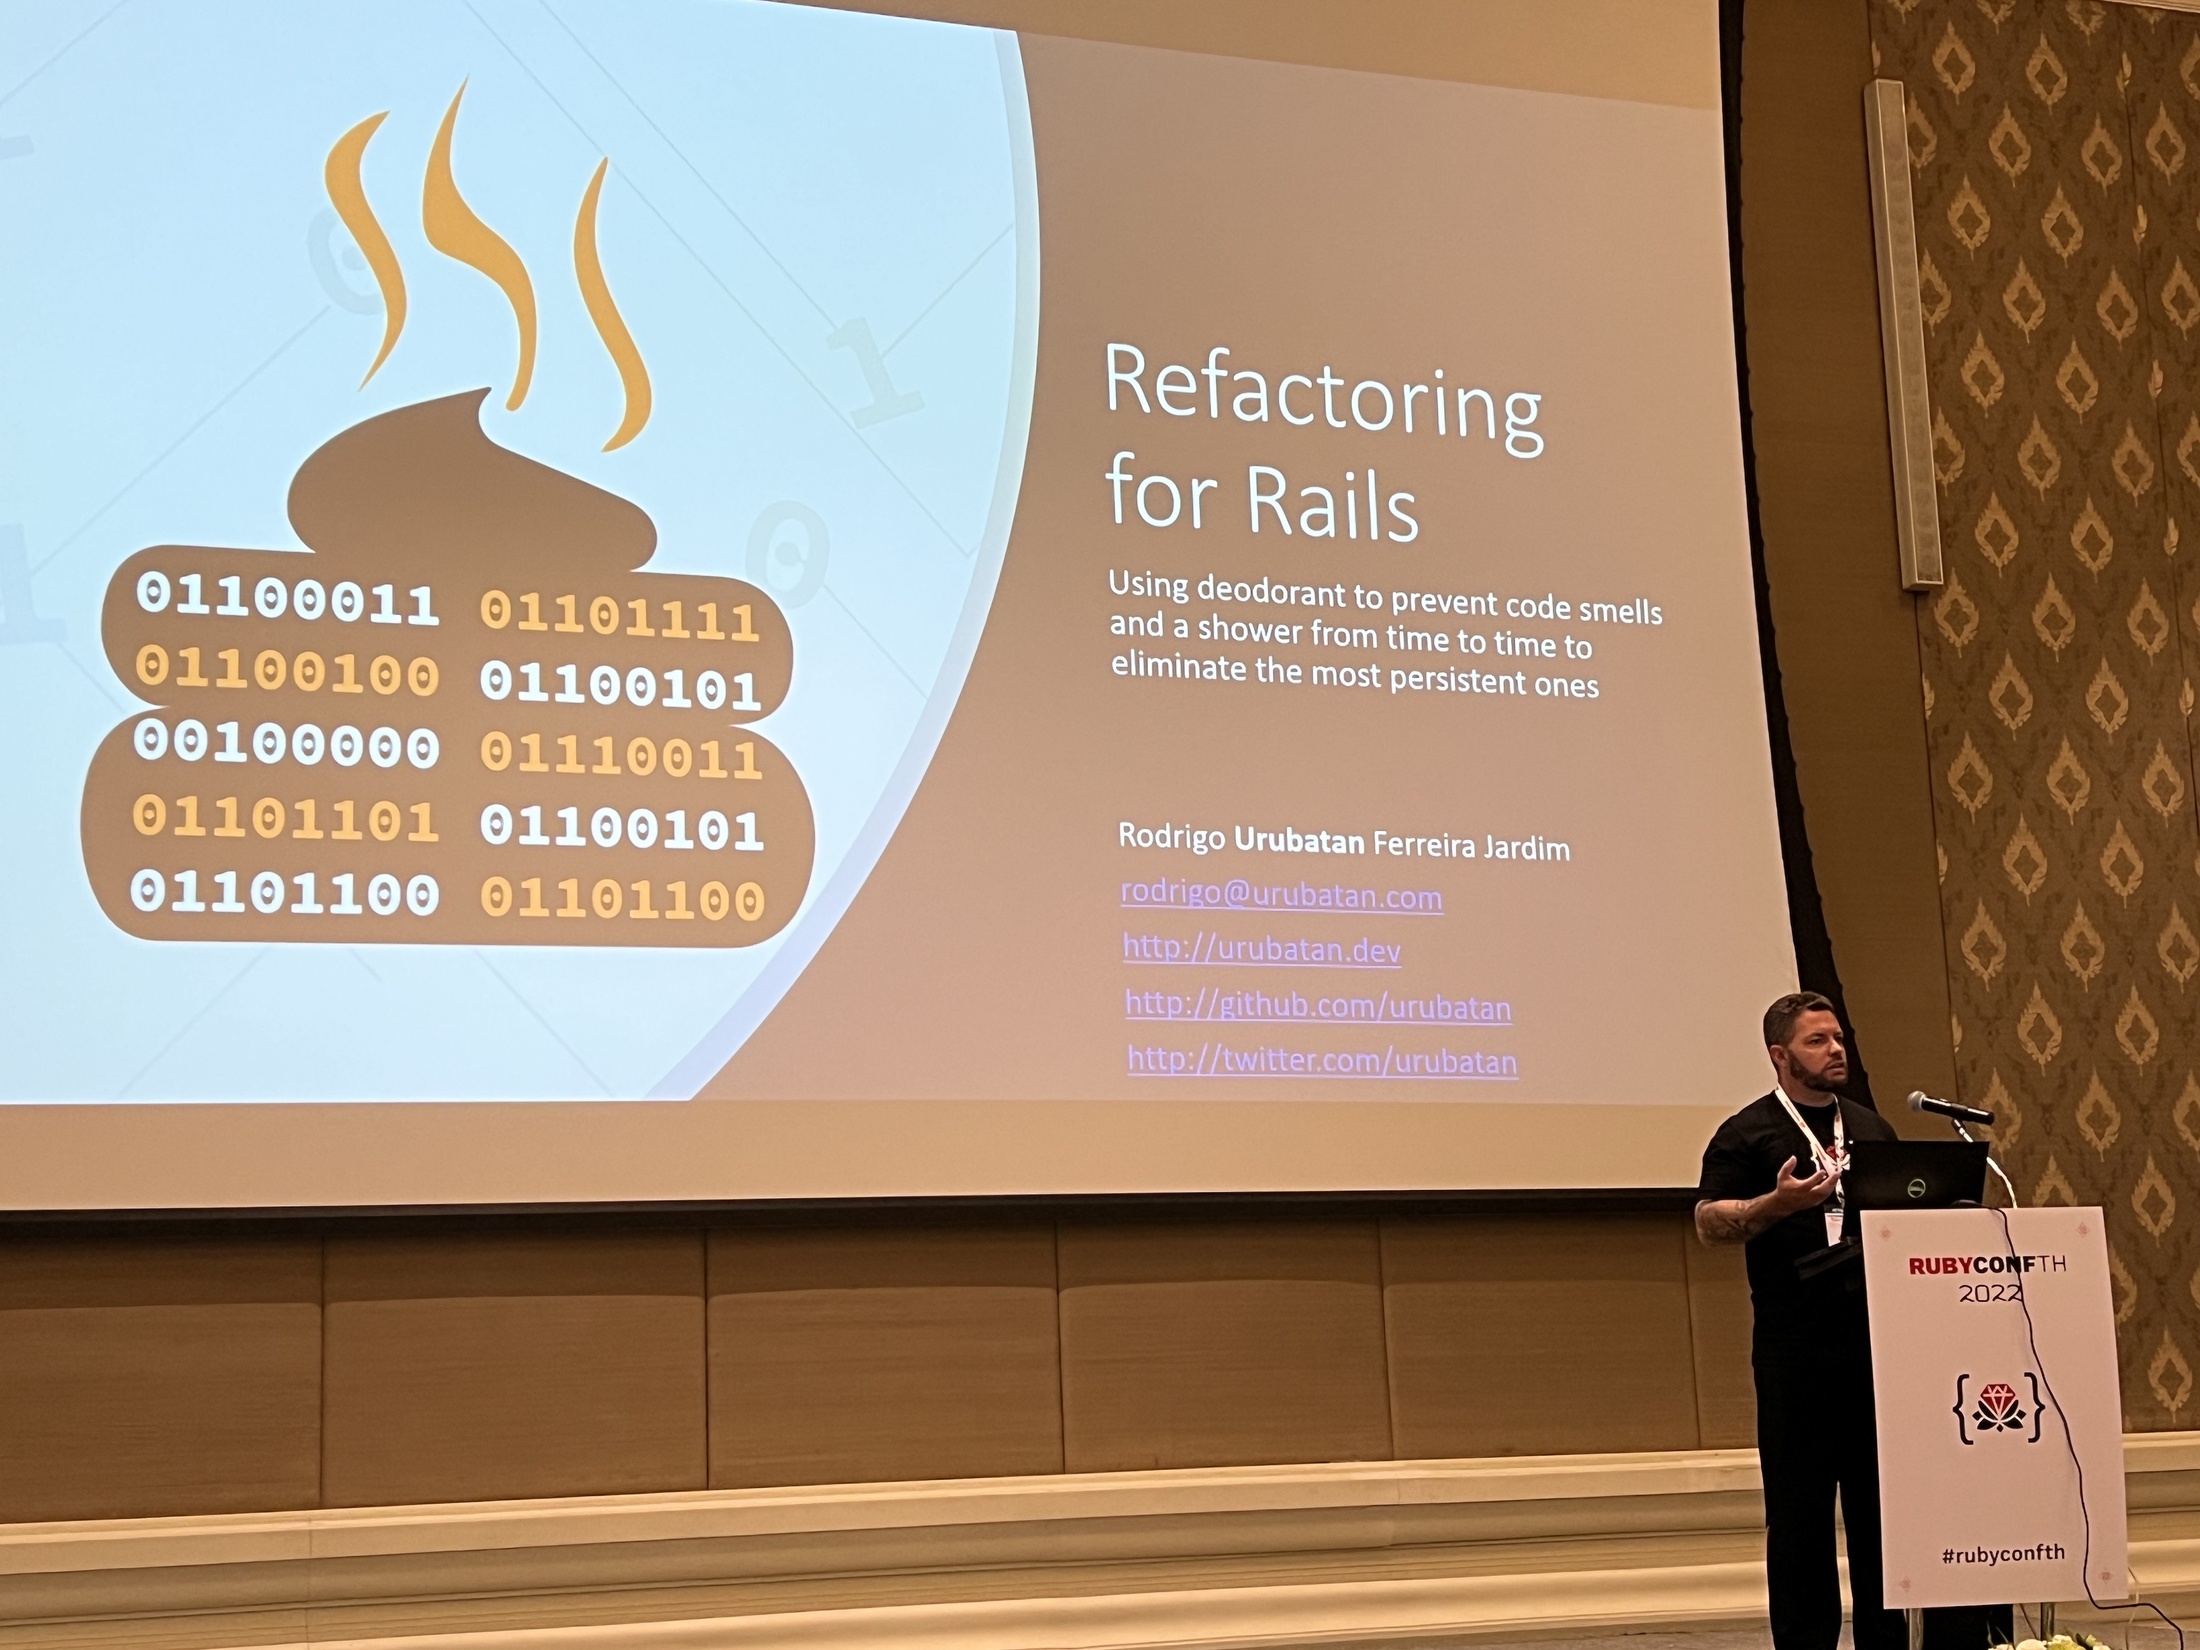 01100011 01101111
01100100 01100101
00100000 01110011
01101101 01100101
01101100 01101100
Refactoring
for Rails
Using deodorant to prevent code smells
and a shower from time to time to
eliminate the most persistent ones
Rodrigo Urubatan Ferreira Jardim
rodrigo@urubatan.com
http://urubatan.dev
http://github.com/urubatan
http://twitter.com/urubatan
RUBYCONFTH
2022
#rubyconfth